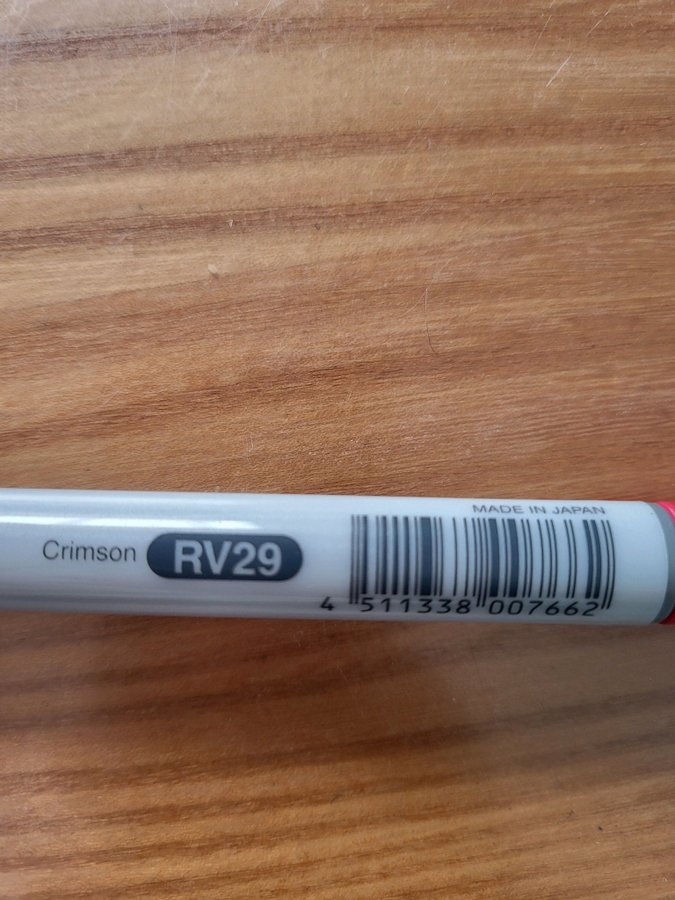 MADE IN JAPAN
Crimson RV29
4 511338 007662